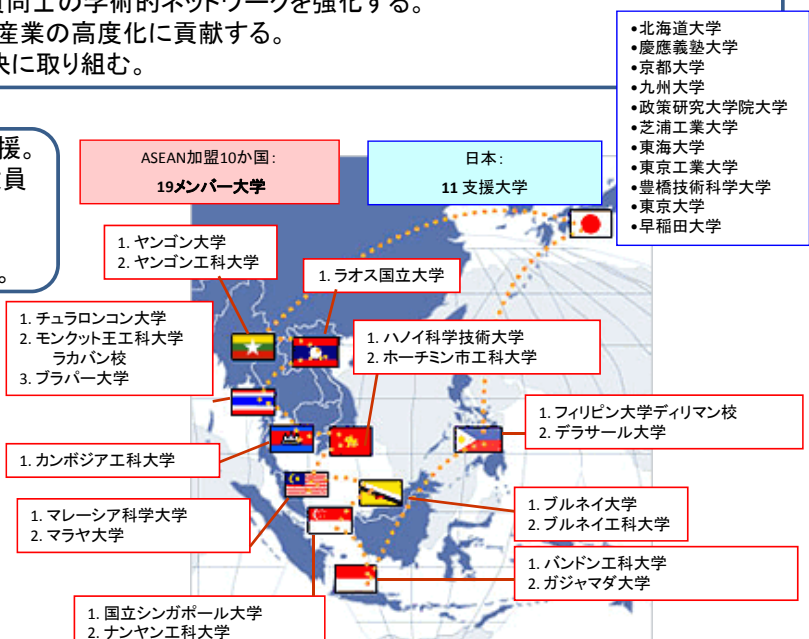 員同士の学術的ネットワークを強化する。
産業の高度化に貢献する。
決に取り組む。
援。
員
。
ASEAN加盟10か国:
19メンバー大学
日本:
11 支援大学
•北海道大学
•慶應義塾大学
•京都大学
•九州大学
•政策研究大学院大学
•芝浦工業大学
•東海大学
•東京工業大学
•豊橋技術科学大学
•東京大学
•早稲田大学
1. ヤンゴン大学
2. ヤンゴン工科大学
1. ラオス国立大学
1. チュラロンコン大学
2. モンクット王工科大学
ラカバン校
3. ブラパー大学
1. ハノイ科学技術大学
2. ホーチミン市工科大学
1. フィリピン大学ディリマン校
2. デラサール大学
1. カンボジア工科大学
1. マレーシア科学大学
2. マラヤ大学
1. ブルネイ大学
2. ブルネイ工科大学
1. バンドン工科大学
2. ガジャマダ大学
1. 国立シンガポール大学
2. ナンヤン工科大学